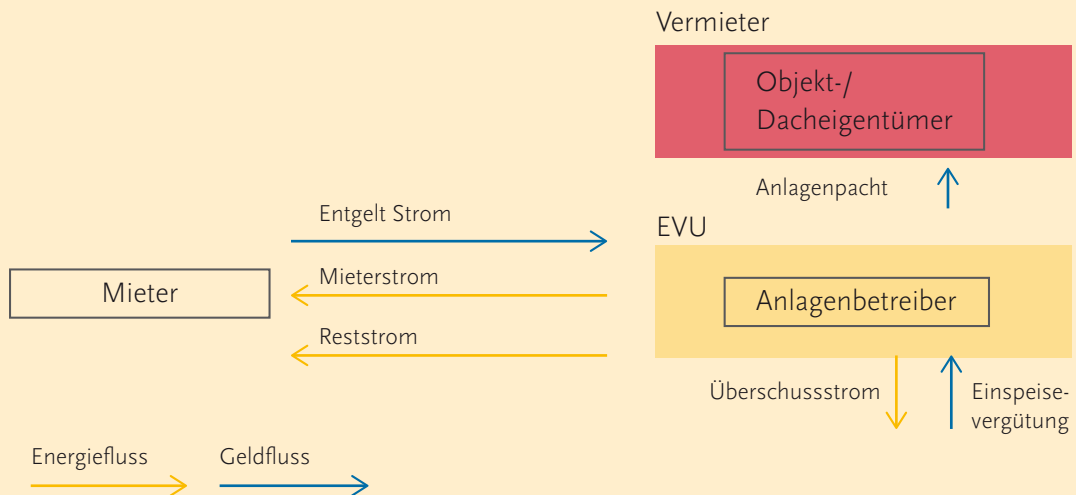 Vermieter
Objekt-/
Dacheigentümer
Anlagenpacht
Entgelt Strom
EVU
Mieterstrom
Mieter
Anlagenbetreiber
Reststrom
Überschussstrom
Einspeise-
vergütung
Energiefluss
Geldfluss